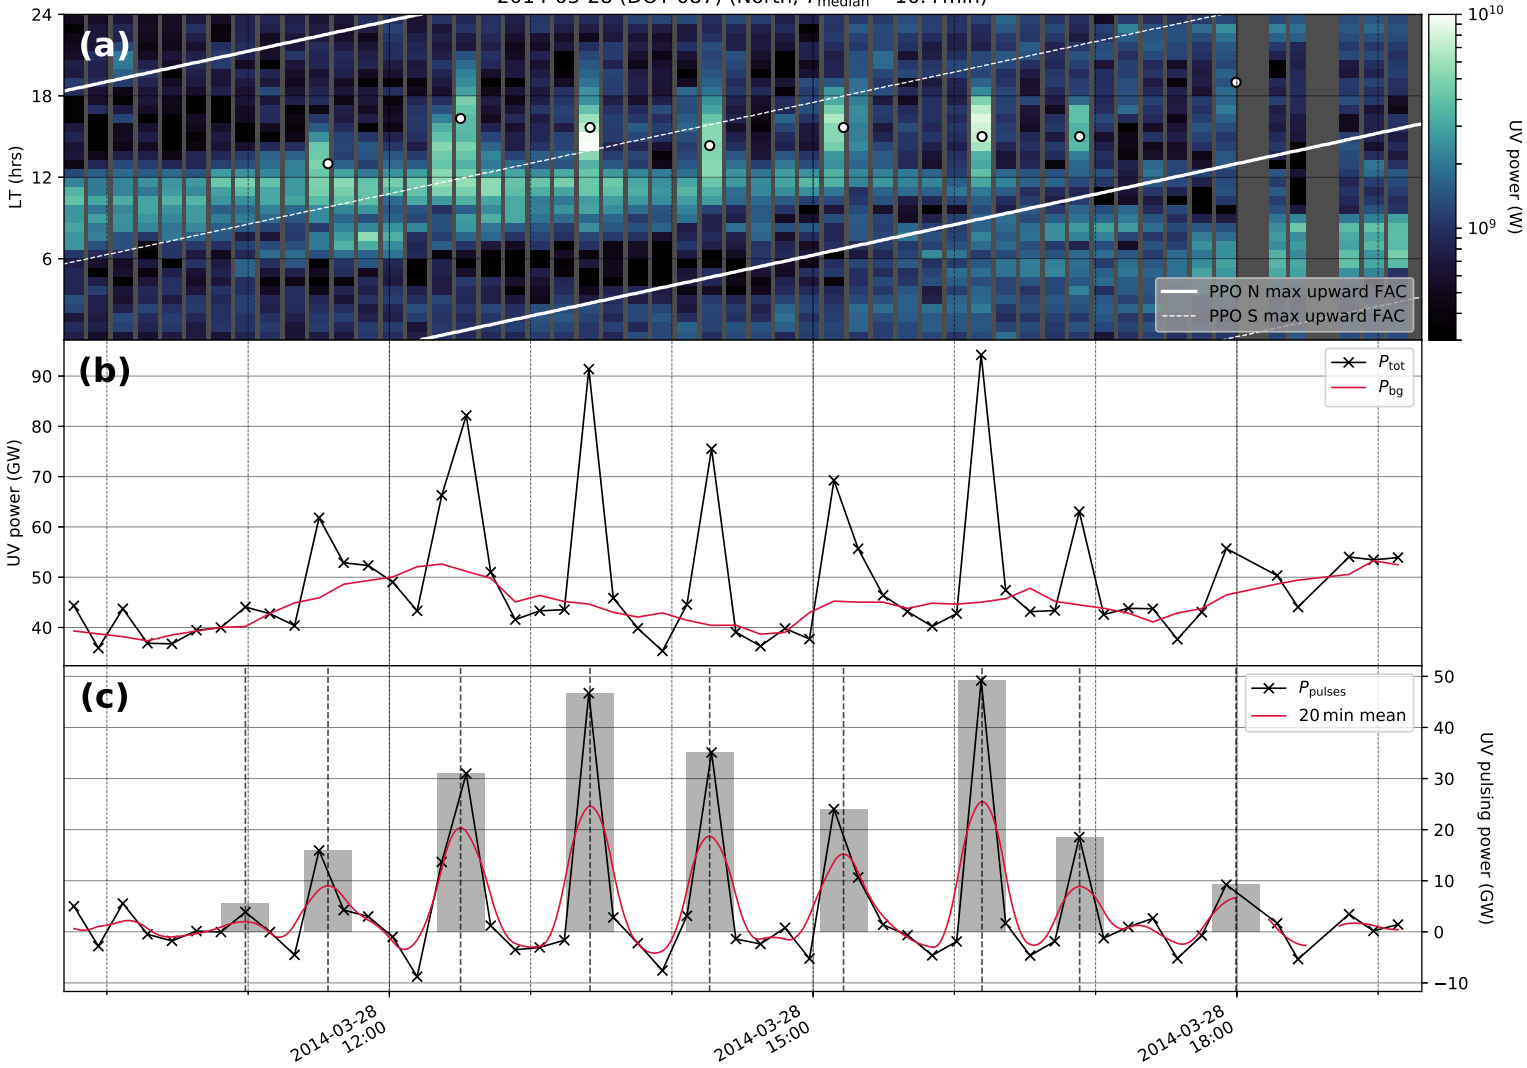 (a)
24
18
12
6
LT (hrs)
PPO N max upward FAC
PPO S max upward FAC
10¹⁰
10⁹
UV power (W)
(b)
90
80
70
60
50
40
UV power (GW)
P_tot
P_bg
(c)
P_pulses
20 min mean
50
40
30
20
10
0
−10
UV pulsing power (GW)
2014-03-28
12:00
2014-03-28
15:00
2014-03-28
18:00